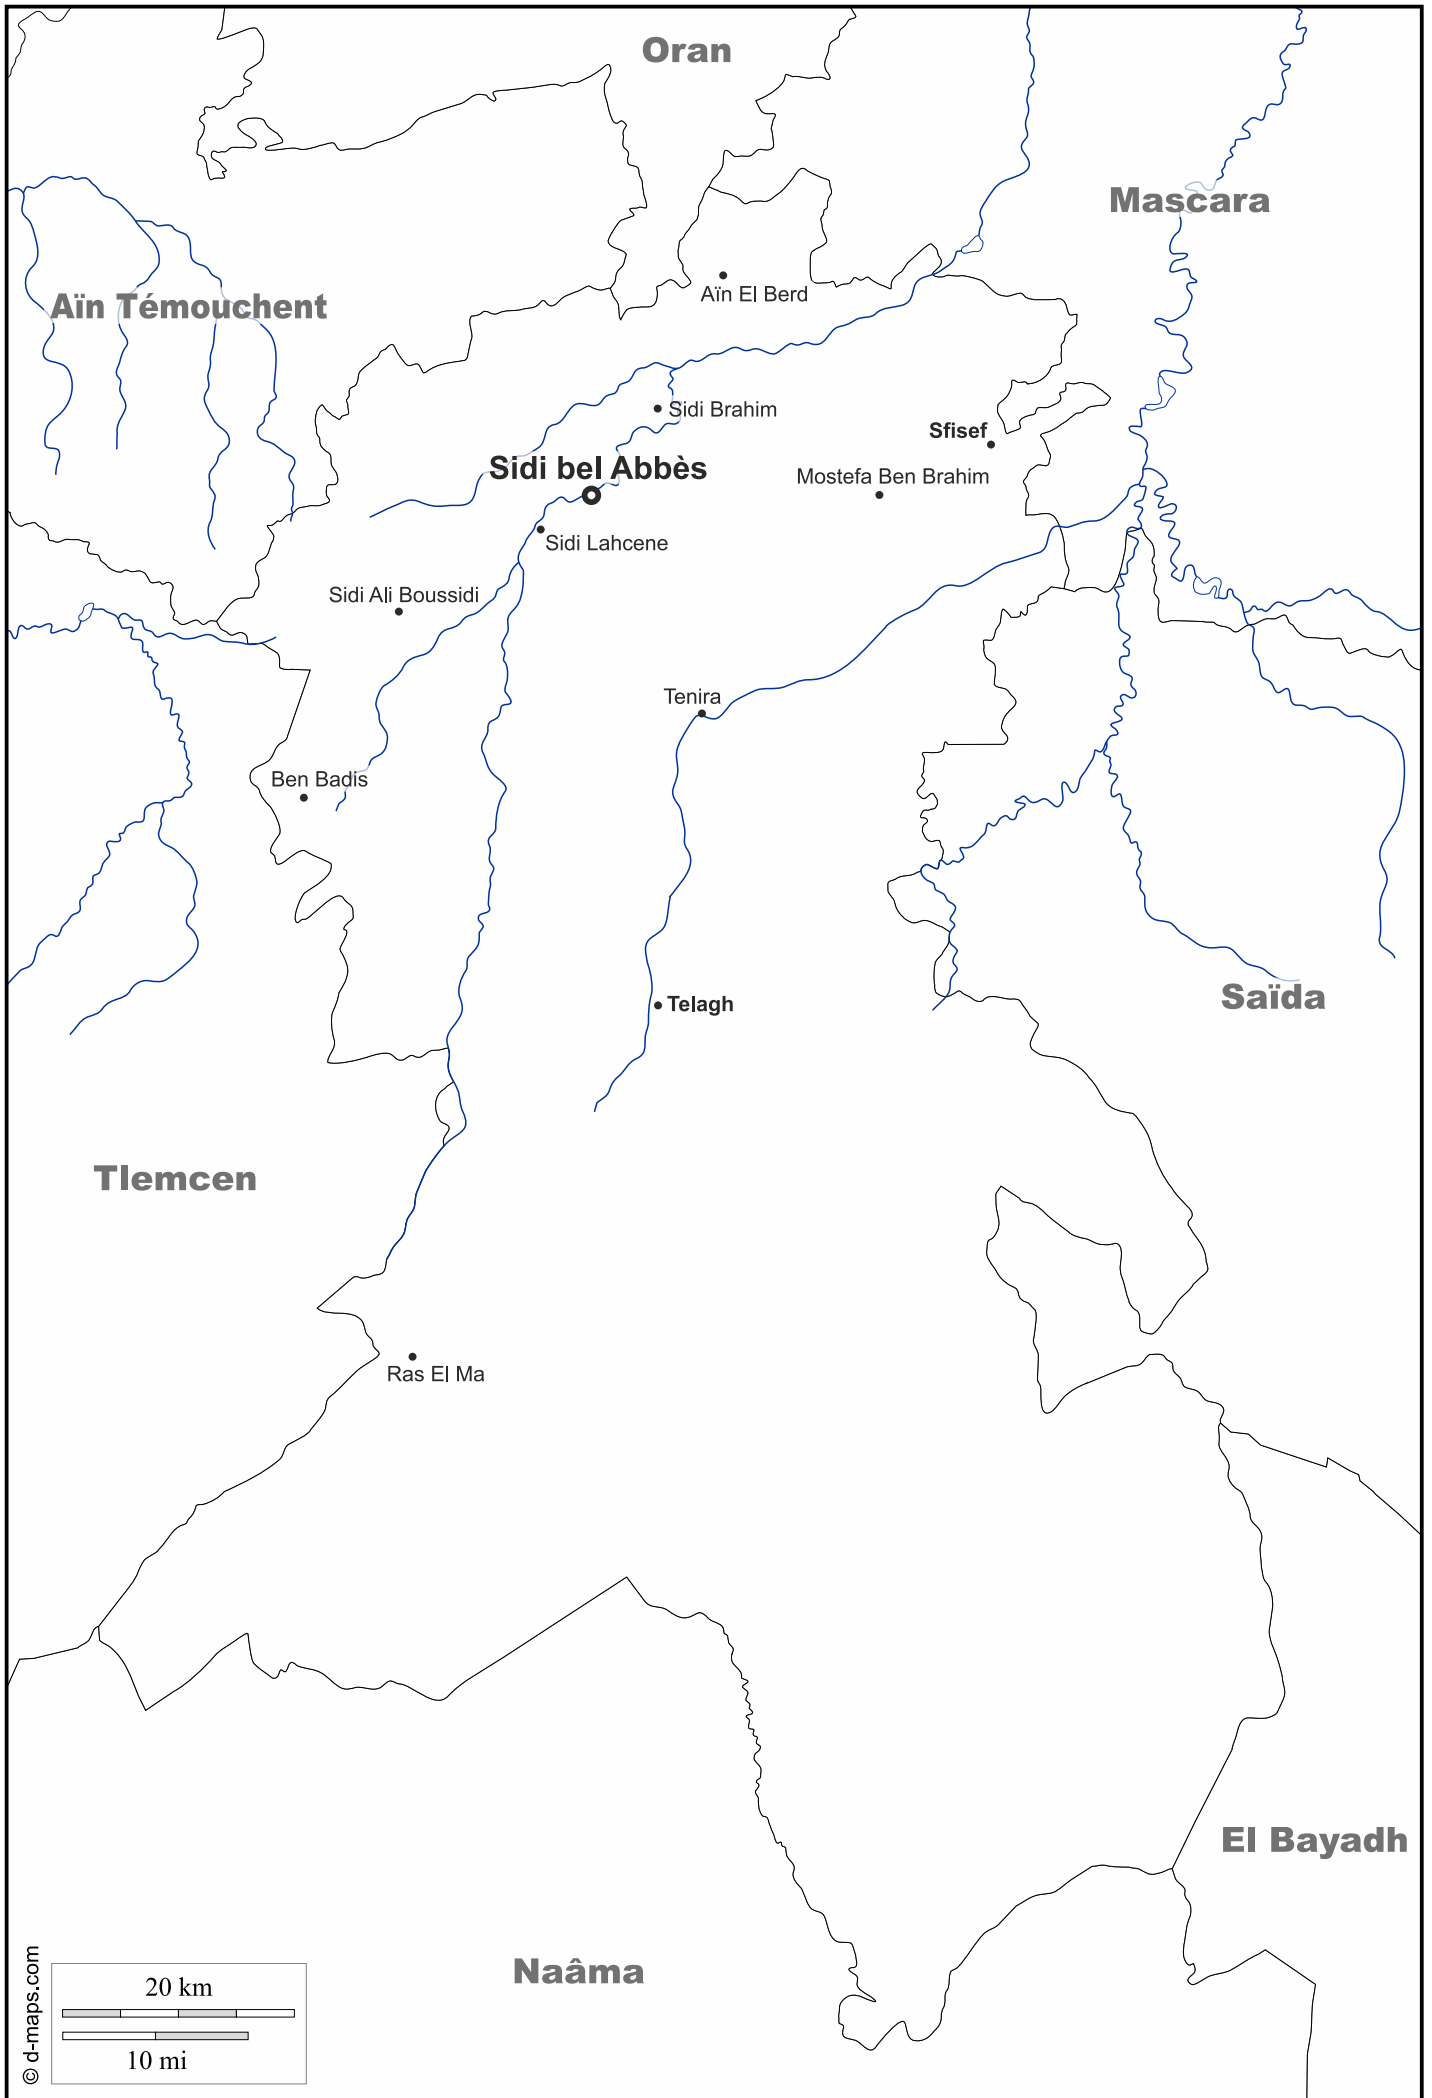 Oran
Mascara
Aïn Témouchent
Aïn El Berd
Sidi Brahim
Sfisef
Sidi bel Abbès
Mostefa Ben Brahim
Sidi Lahcene
Sidi Ali Boussidi
Tenira
Ben Badis
Saïda
Telagh
Tlemcen
Ras El Ma
El Bayadh
Naâma
20 km
10 mi
© d-maps.com